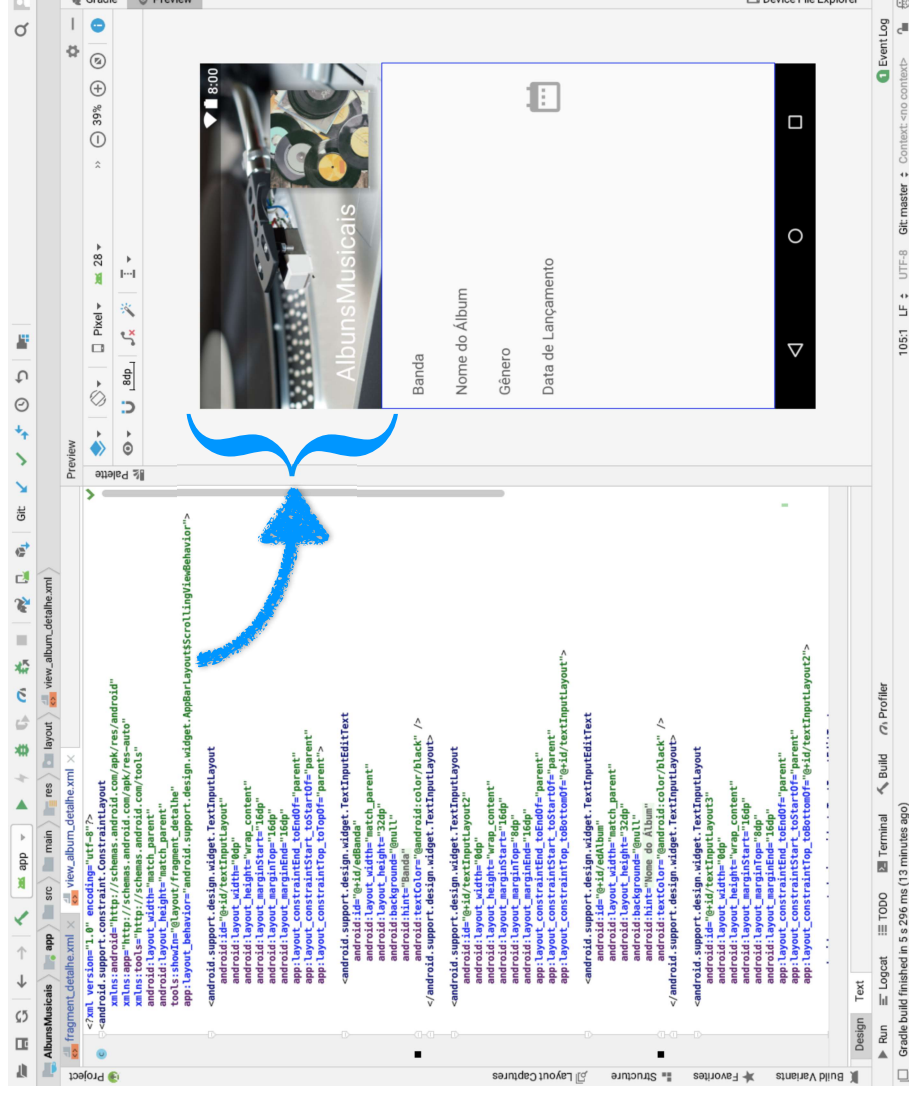 AlbunsMusicais
app
src
main
res
layout
view_album_detalhe.xml
app
Git:
fragment_detalhe.xml
view_album_detalhe.xml
Project
<?xml version="1.0" encoding="utf-8"?>
<android.support.constraint.ConstraintLayout
xmlns:android="http://schemas.android.com/apk/res/android"
xmlns:app="http://schemas.android.com/apk/res-auto"
xmlns:tools="http://schemas.android.com/tools"
android:layout_width="match_parent"
android:layout_height="match_parent"
tools:showIn="@layout/fragment_detalhe"
app:layout_behavior="android.support.design.widget.AppBarLayout$ScrollingViewBehavior">
<android.support.design.widget.TextInputLayout
android:id="@+id/textInputLayout"
android:layout_width="0dp"
android:layout_height="wrap_content"
android:layout_marginStart="16dp"
android:layout_marginTop="16dp"
android:layout_marginEnd="16dp"
app:layout_constraintEnd_toEndOf="parent"
app:layout_constraintStart_toStartOf="parent"
app:layout_constraintTop_toTopOf="parent">
<android.support.design.widget.TextInputEditText
android:id="@+id/edBanda"
android:layout_width="match_parent"
android:layout_height="32dp"
android:background="@null"
android:hint="Banda"
android:textColor="@android:color/black" />
</android.support.design.widget.TextInputLayout>
<android.support.design.widget.TextInputLayout
android:id="@+id/textInputLayout2"
android:layout_width="0dp"
android:layout_height="wrap_content"
android:layout_marginStart="16dp"
android:layout_marginTop="8dp"
android:layout_marginEnd="16dp"
app:layout_constraintEnd_toEndOf="parent"
app:layout_constraintStart_toStartOf="parent"
app:layout_constraintTop_toBottomOf="@+id/textInputLayout">
<android.support.design.widget.TextInputEditText
android:id="@+id/edAlbum"
android:layout_width="match_parent"
android:layout_height="32dp"
android:background="@null"
android:hint="Nome do Álbum"
android:textColor="@android:color/black" />
</android.support.design.widget.TextInputLayout>
<android.support.design.widget.TextInputLayout
android:id="@+id/textInputLayout3"
android:layout_width="0dp"
android:layout_height="wrap_content"
android:layout_marginStart="16dp"
android:layout_marginTop="8dp"
android:layout_marginEnd="16dp"
app:layout_constraintEnd_toEndOf="parent"
app:layout_constraintStart_toStartOf="parent"
app:layout_constraintTop_toBottomOf="@+id/textInputLayout2">
Layout Captures
Structure
Favorites
Build Variants
Design
Text
Preview
Palette
Pixel
28
39%
8dp
8:00
AlbunsMusicais
Banda
Nome do Álbum
Gênero
Data de Lançamento
Gradle
Preview
Device File Explorer
Run
Logcat
TODO
Terminal
Build
Profiler
1 Event Log
Gradle build finished in 5 s 296 ms (13 minutes ago)
105:1
LF
UTF-8
Git: master
Context: <no context>